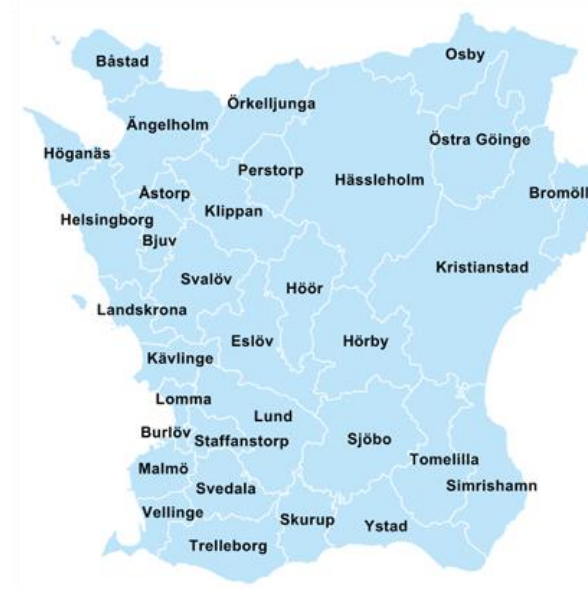 Osby
Båstad
Örkelljunga
Ängelholm
Östra Göinge
Höganäs
Perstorp
Hässleholm
Åstorp
Bromöll
Klippan
Helsingborg
Bjuv
Kristianstad
Svalöv
Höör
Landskrona
Eslöv
Hörby
Kävlinge
Lomma
Lund
Burlöv
Staffanstorp
Sjöbo
Tomelilla
Malmö
Svedala
Simrishamn
Vellinge
Skurup
Ystad
Trelleborg